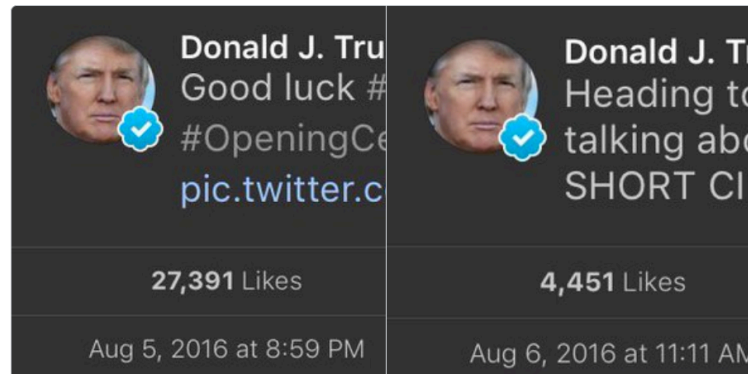 Donald J. Tru
Good luck #
#OpeningCe
pic.twitter.c
27,391 Likes
Aug 5, 2016 at 8:59 PM
Donald J. T
Heading to
talking abo
SHORT CI
4,451 Likes
Aug 6, 2016 at 11:11 AM